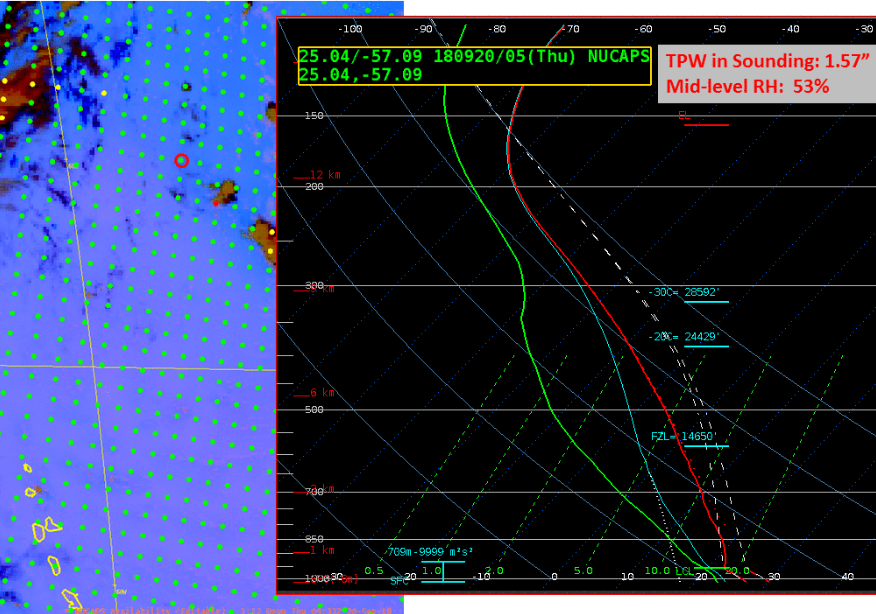 -100 -90 -80 -70 -60 -50 -40 -30
25.04/-57.09 180920/05(Thu) NUCAPS
25.04,-57.09
TPW in Sounding: 1.57”
Mid-level RH: 53%
EL
150
12 km
200
300
-30C= 28592'
-20C= 24429'
6 km
500
FZL= 14650'
700
850
1 km
709m-9999 m²s²
0.5 1.0 2.0 5.0 10.0 LCL 20.0
SFC
1000
-20 -10 0 10 20 30 40